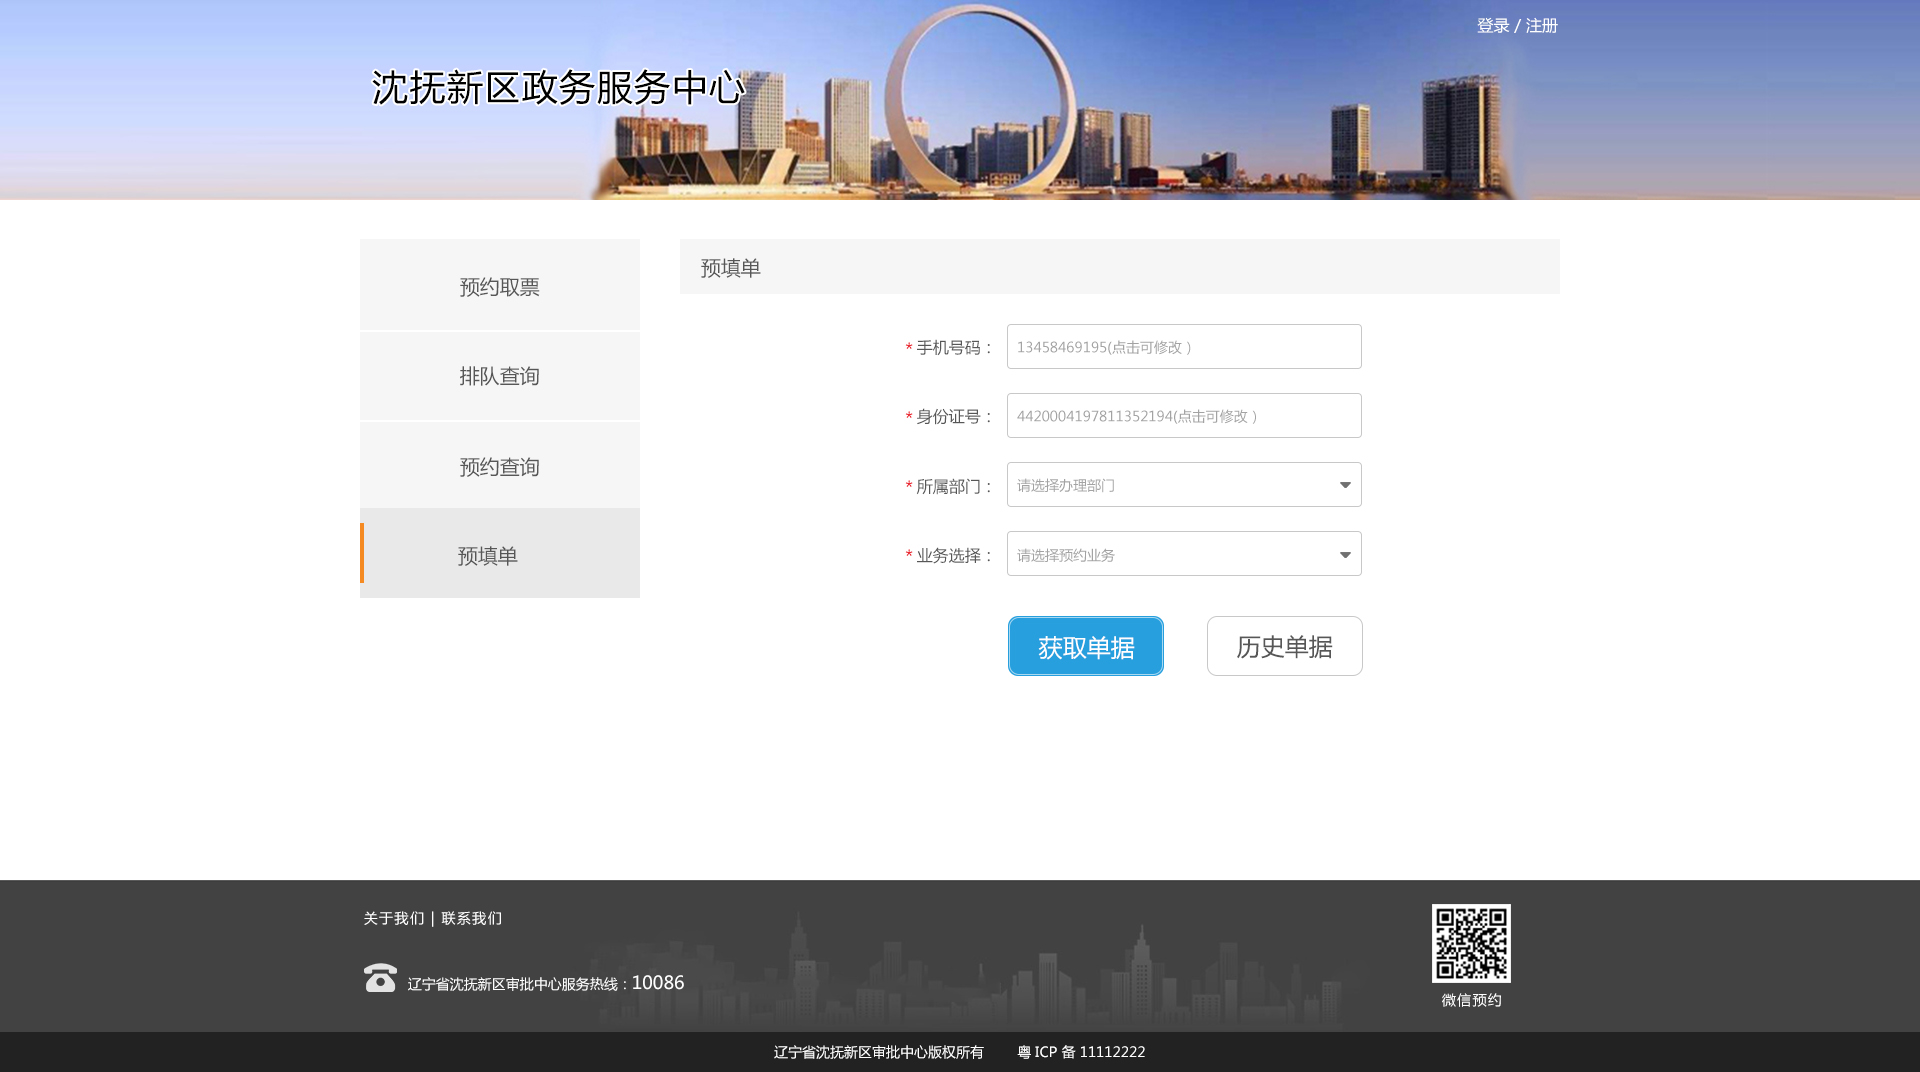 登录 / 注册
沈抚新区政务服务中心
预约取票
排队查询
预约查询
预填单
预填单
* 手机号码：
13458469195(点击可修改）
* 身份证号：
4420004197811352194(点击可修改）
* 所属部门：
请选择办理部门
* 业务选择：
请选择预约业务
获取单据
历史单据
关于我们 | 联系我们
辽宁省沈抚新区审批中心服务热线：10086
微信预约
辽宁省沈抚新区审批中心版权所有 粤 ICP 备 11112222